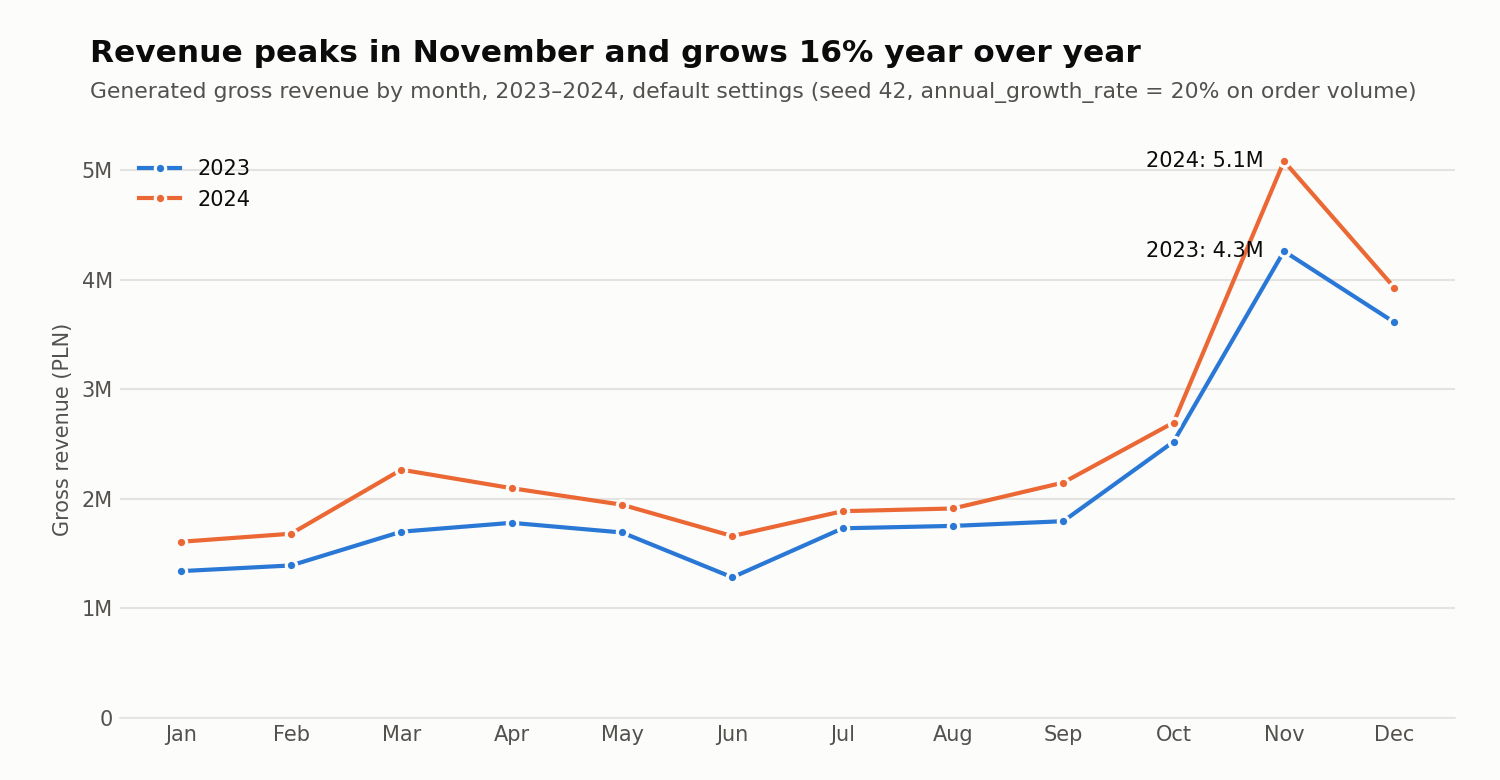 Revenue peaks in November and grows 16% year over year
Generated gross revenue by month, 2023–2024, default settings (seed 42, annual_growth_rate = 20% on order volume)
Gross revenue (PLN)
5M
4M
3M
2M
1M
0
2023
2024
2024: 5.1M
2023: 4.3M
Jan Feb Mar Apr May Jun Jul Aug Sep Oct Nov Dec